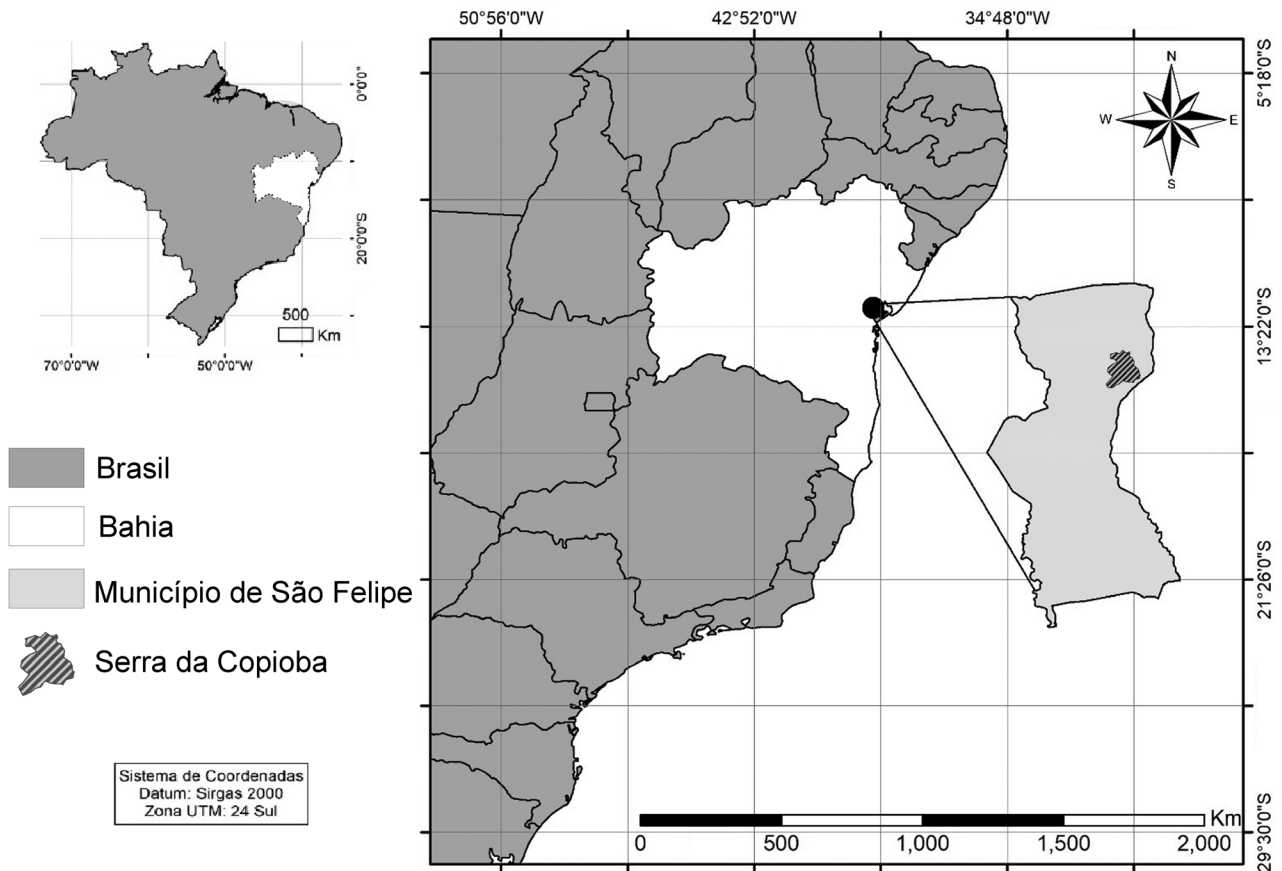 50°56'0"W 42°52'0"W 34°48'0"W
5°18'0"S
13°22'0"S
21°26'0"S
29°30'0"S
N
W E
S
0°0'0"
20°0'0"S
500
Km
70°0'0"W 50°0'0"W
Brasil
Bahia
Município de São Felipe
Serra da Copioba
Sistema de Coordenadas
Datum: Sirgas 2000
Zona UTM: 24 Sul
Km
0 500 1,000 1,500 2,000